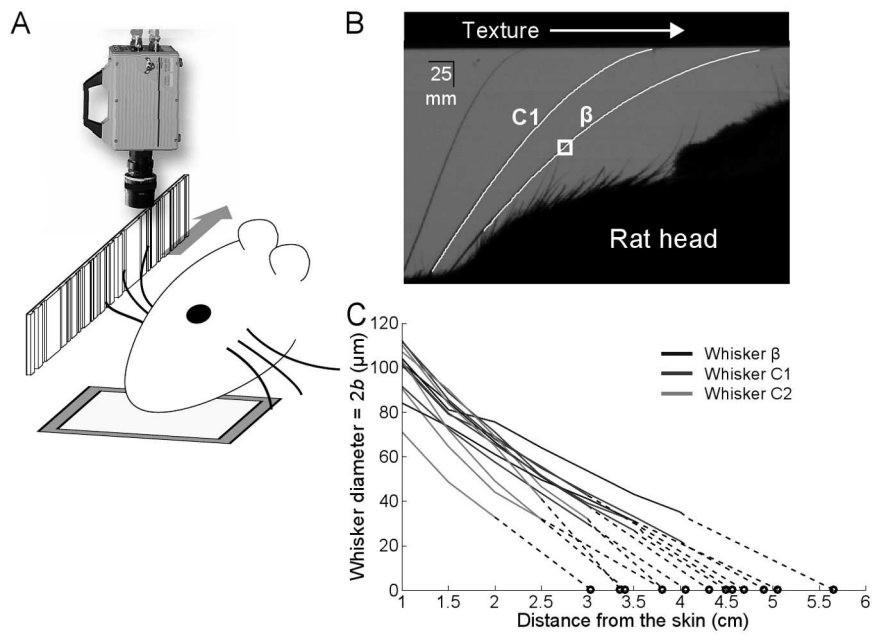 A
B
Texture
25
mm
C1
β
Rat head
C
120
100
80
60
40
20
0
Whisker diameter = 2b (µm)
Whisker β
Whisker C1
Whisker C2
1 1.5 2 2.5 3 3.5 4 4.5 5 5.5 6
Distance from the skin (cm)